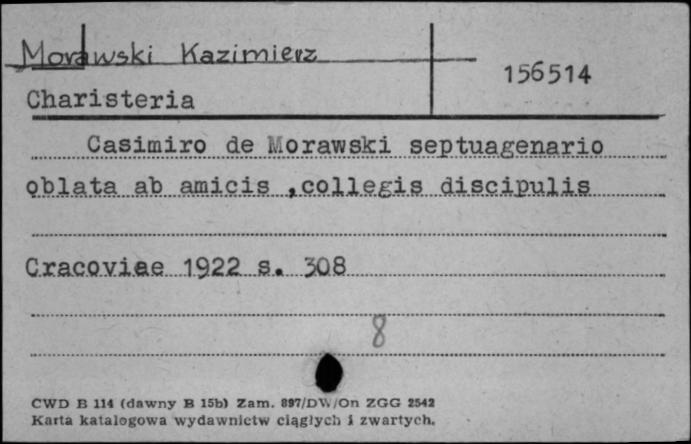 Morawski Kazimierz
156514
Charisteria
Casimiro de Morawski septuagenario
oblata ab amicis ,collegis discipulis
Cracoviae 1922 s. 308
8
CWD B 114 (dawny B 15b) Zam. 897/DW/On ZGG 2542
Karta katalogowa wydawnictw ciągłych i zwartych.